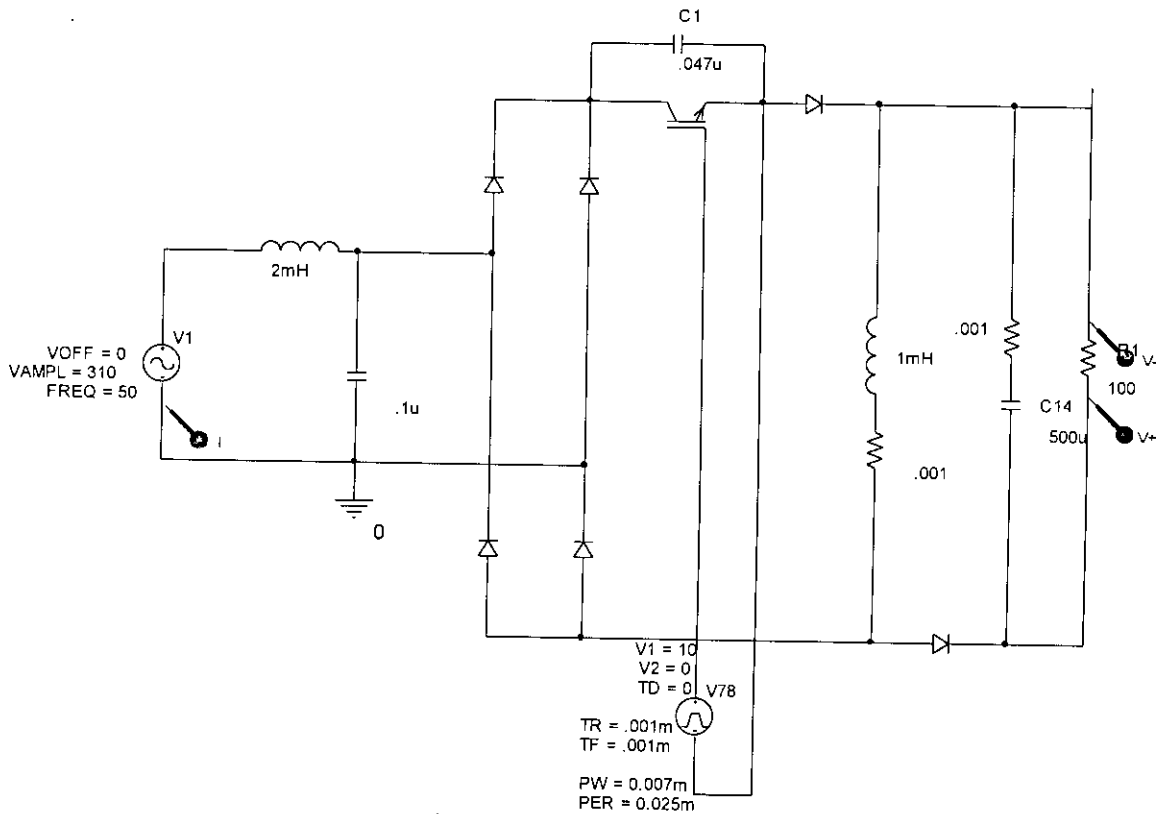 C1
.047u
2mH
V1
VOFF = 0
VAMPL = 310
FREQ = 50
.1u
I
0
1mH
.001
.001
C14
500u
R1
100
V-
V+
V1 = 10
V2 = 0
TD = 0
V78
TR = .001m
TF = .001m
PW = 0.007m
PER = 0.025m